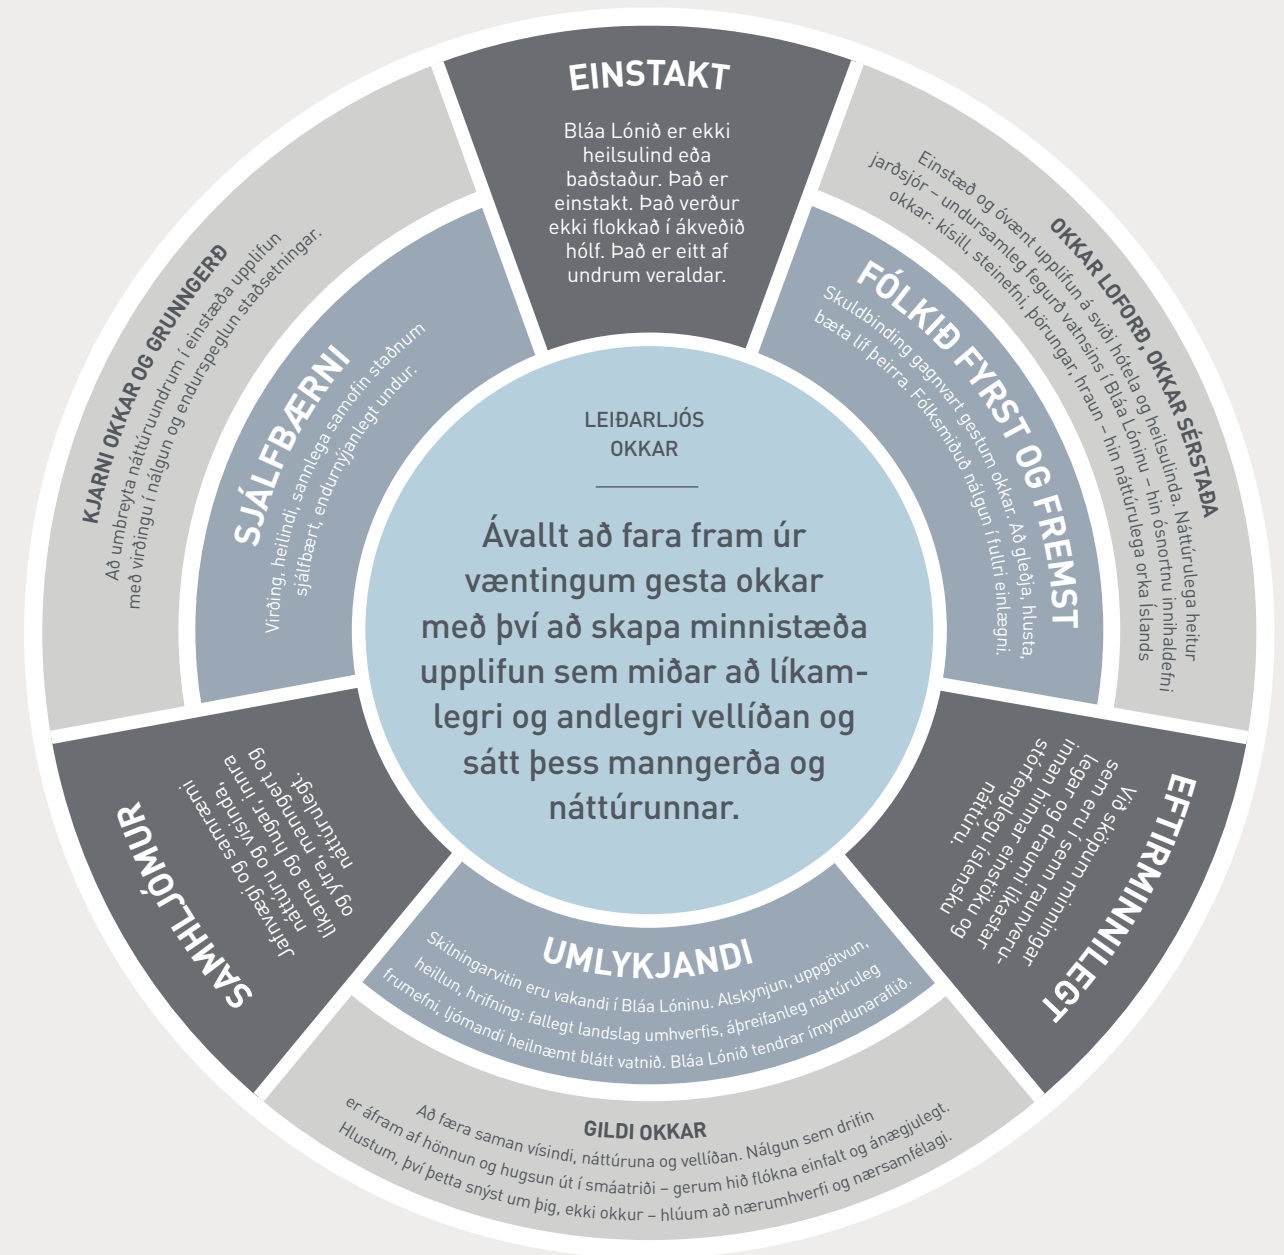 EINSTAKT
Bláa Lónið er ekki
heilsulind eða
baðstaður. Það er
einstakt. Það verður
ekki flokkað í ákveðið
hólf. Það er eitt af
undrum veraldar.
OKKAR LOFORÐ, OKKAR SÉRSTAÐA
Einstæð og óvænt upplifun á sviði hótela og heilsulinda. Náttúrulega heitur
jarðsjór – undursamleg fegurð vatnsins í Bláa Lóninu – hin ósnortnu innihaldefni
okkar: kísill, steinefni, þörungar, hraun – hin náttúrulega orka Íslands
FÓLKIÐ FYRST OG FREMST
Skuldbinding gagnvart gestum okkar. Að gleðja, hlusta,
bæta líf þeirra. Fólksmiðuð nálgun í fullri einlægni.
EFTIRMINNILEGT
Við sköpum minningar
sem eru í senn raunveru-
legar og draumi líkastar
innan hinnar einstöku og
stórfenglegu íslensku
náttúru.
UMLYKJANDI
Skilningarvitin eru vakandi í Bláa Lóninu. Alskynjun, uppgötvun,
heillun, hrifning: fallegt landslag umhverfis, áþreifanleg náttúruleg
frumefni, ljómandi heilnæmt blátt vatnið. Bláa Lónið tendrar ímyndunaraflið.
GILDI OKKAR
Að færa saman vísindi, náttúruna og vellíðan. Nálgun sem drifin
er áfram af hönnun og hugsun út í smáatriði – gerum hið flókna einfalt og ánægjulegt.
Hlustum, því þetta snýst um þig, ekki okkur – hlúum að nærumhverfi og nærsamfélagi.
SAMHLJÓMUR
Jafnvægi og samræmi
náttúru og vísinda,
líkama og hugar, innra
og ytra, manngert og
náttúrulegt.
KJARNI OKKAR OG GRUNNGERÐ
Að umbreyta náttúruundrum í einstæða upplifun
með virðingu í nálgun og endurspeglun staðsetningar.
SJÁLFBÆRNI
Virðing, heilindi, sannlega samofin staðnum
sjálfbært, endurnýjanlegt undur.
LEIÐARLJÓS
OKKAR
Ávallt að fara fram úr
væntingum gesta okkar
með því að skapa minnistæða
upplifun sem miðar að líkam-
legri og andlegri vellíðan og
sátt þess manngerða og
náttúrunnar.